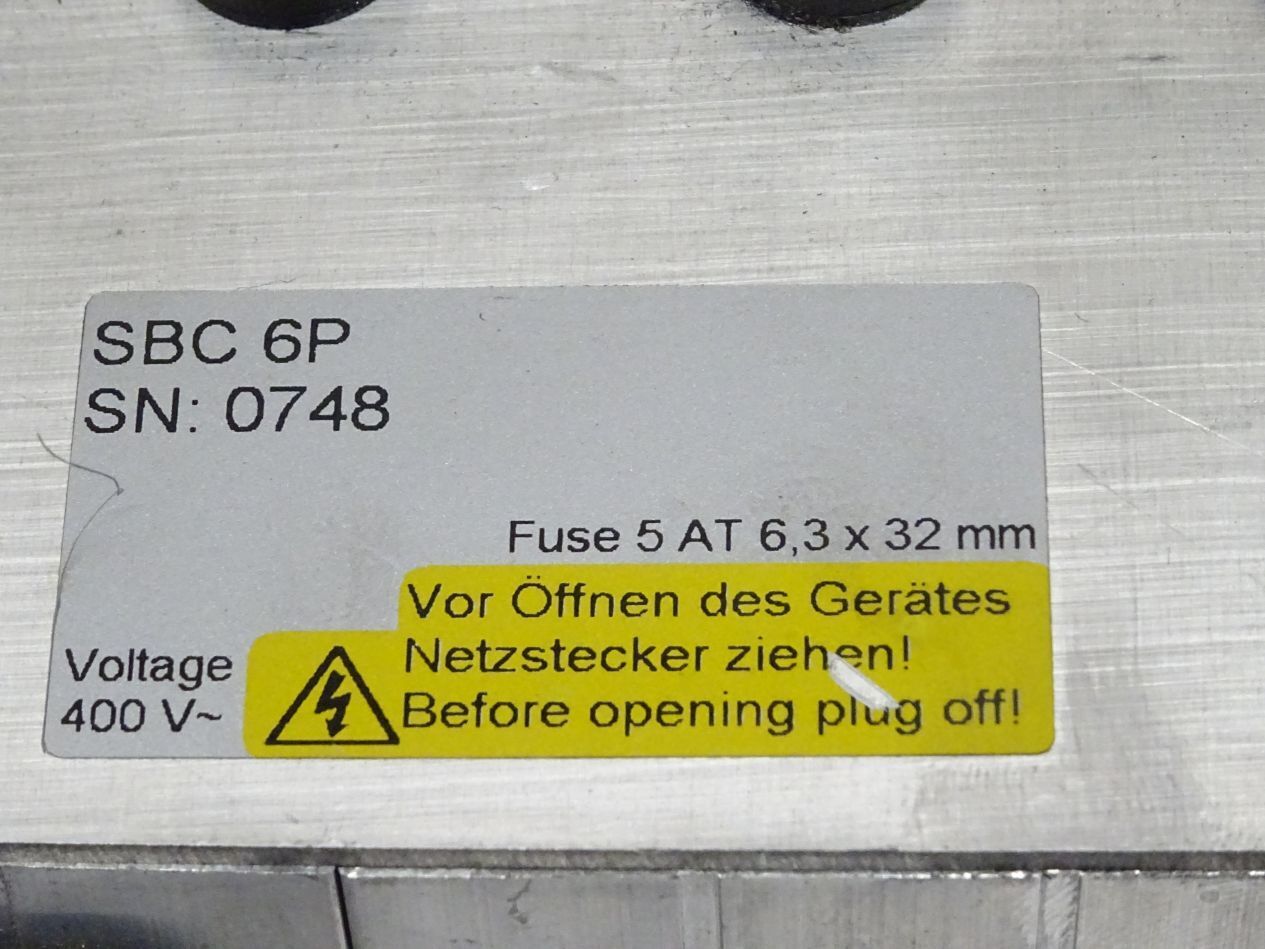 SBC 6P
SN: 0748
Fuse 5 AT 6,3 x 32 mm
Vor Öffnen des Gerätes
Netzstecker ziehen!
Before opening plug off!
Voltage
400 V~